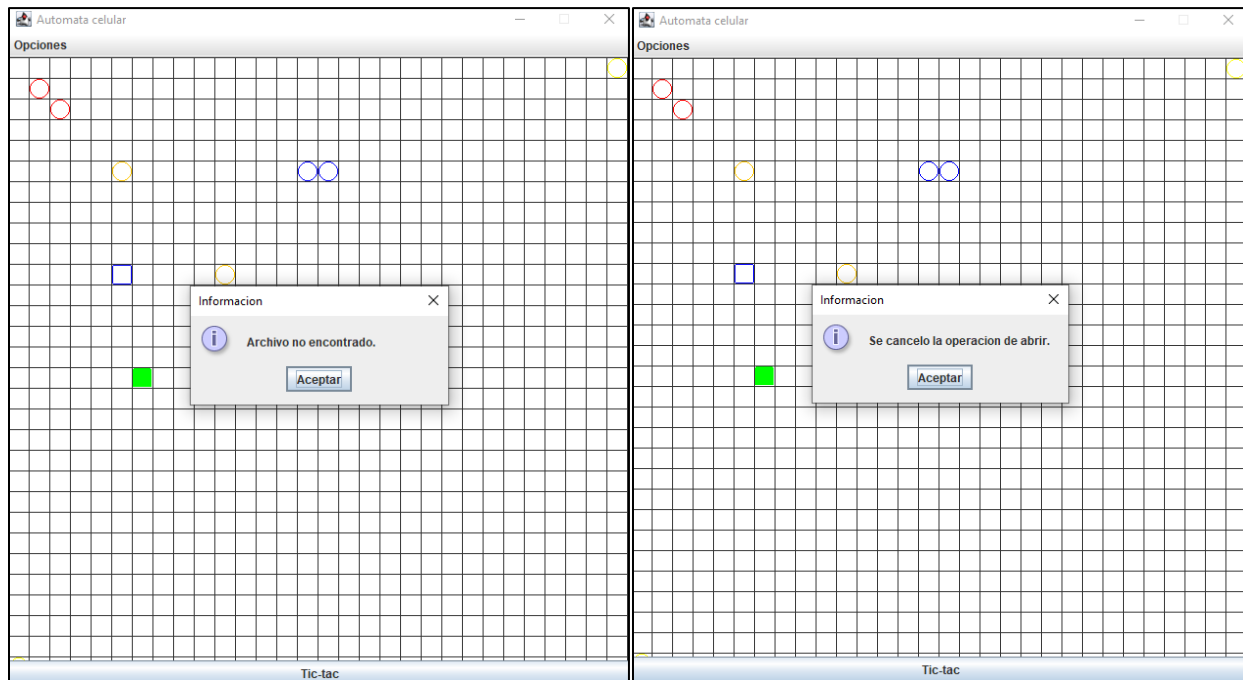 Automata celular
Opciones
Informacion
Archivo no encontrado.
Aceptar
Tic-tac
Automata celular
Opciones
Informacion
Se cancelo la operacion de abrir.
Aceptar
Tic-tac